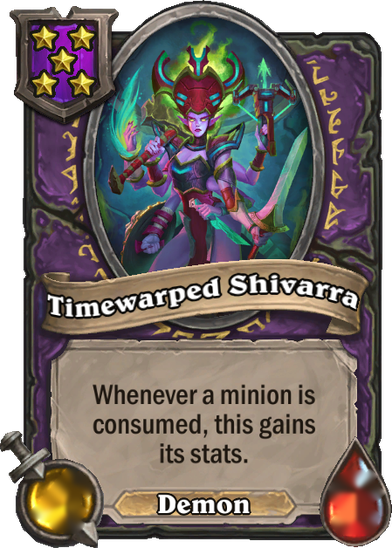 Timewarped Shivarra
Whenever a minion is
consumed, this gains
its stats.
Demon